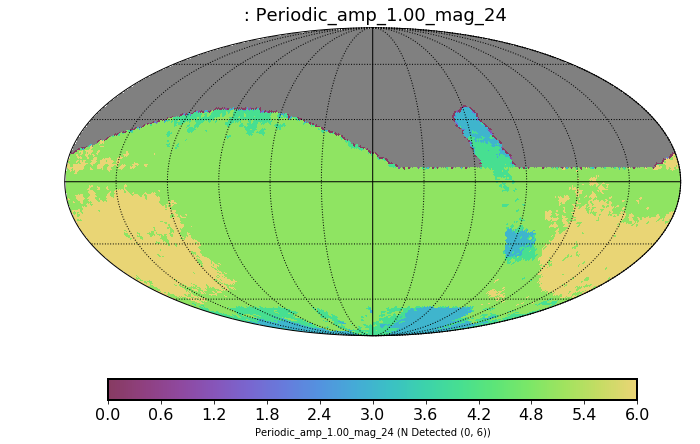 : Periodic_amp_1.00_mag_24
0.0 0.6 1.2 1.8 2.4 3.0 3.6 4.2 4.8 5.4 6.0
Periodic_amp_1.00_mag_24 (N Detected (0, 6))